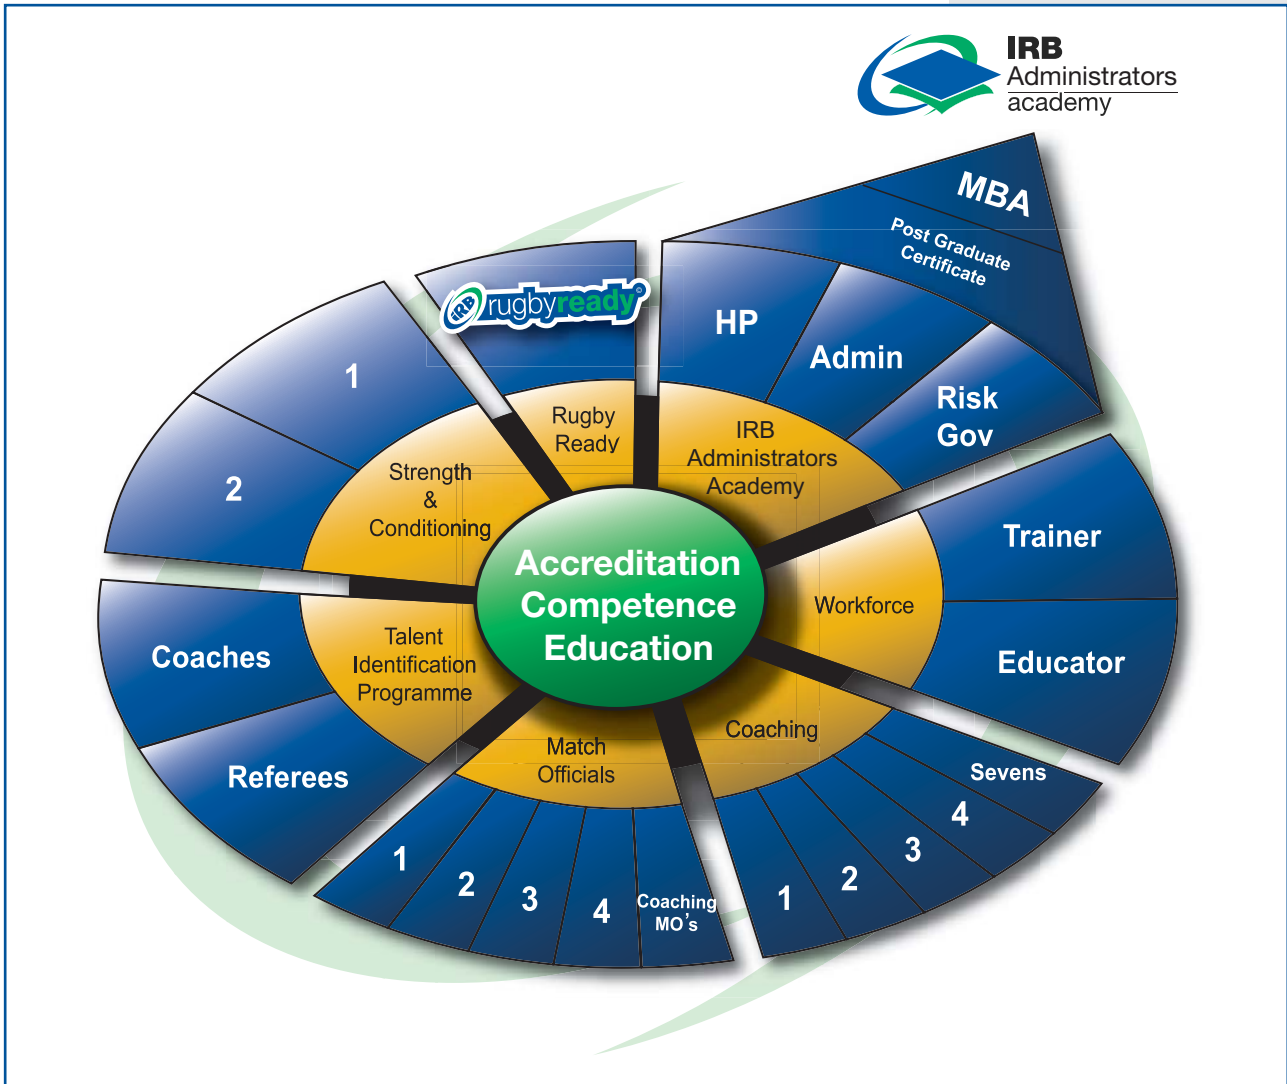 IRB
Administrators
academy
MBA
Post Graduate
Certificate
IRB rugbyready©
HP
Admin
Risk
Gov
1
2
Rugby
Ready
IRB
Administrators
Academy
Strength
&
Conditioning
Trainer
Accreditation
Competence
Education
Workforce
Educator
Coaches
Talent
Identification
Programme
Referees
Match
Officials
Coaching
Sevens
4
3
2
1
1
2
3
4
Coaching
MO's